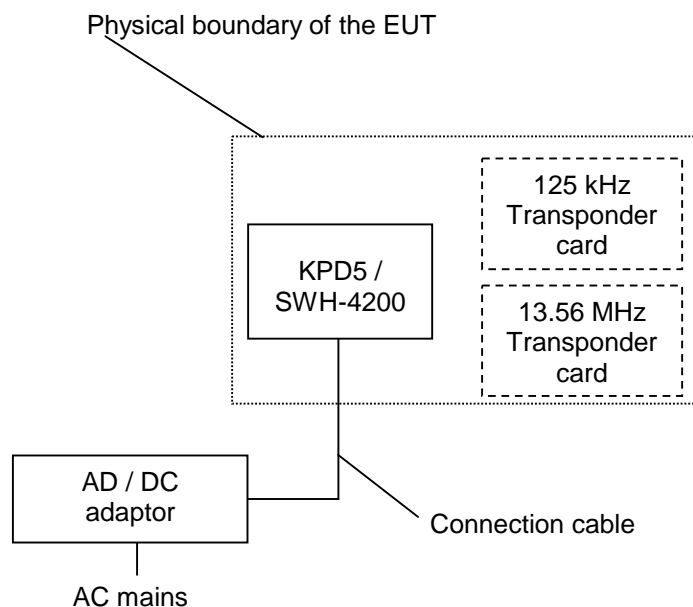 Physical boundary of the EUT
125 kHz
Transponder
card
KPD5 /
SWH-4200
13.56 MHz
Transponder
card
AD / DC
adaptor
Connection cable
AC mains